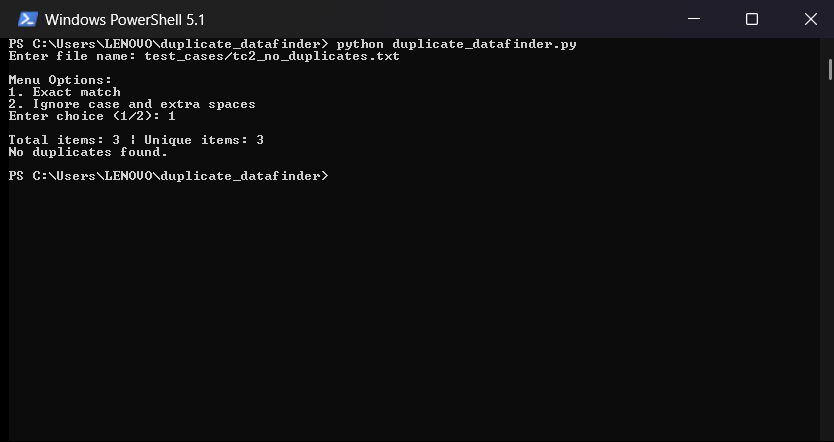 Windows PowerShell 5.1
PS C:\Users\LENOVO\duplicate_datafinder> python duplicate_datafinder.py
Enter file name: test_cases/tc2_no_duplicates.txt
Menu Options:
1. Exact match
2. Ignore case and extra spaces
Enter choice (1/2): 1
Total items: 3 ¦ Unique items: 3
No duplicates found.
PS C:\Users\LENOVO\duplicate_datafinder>